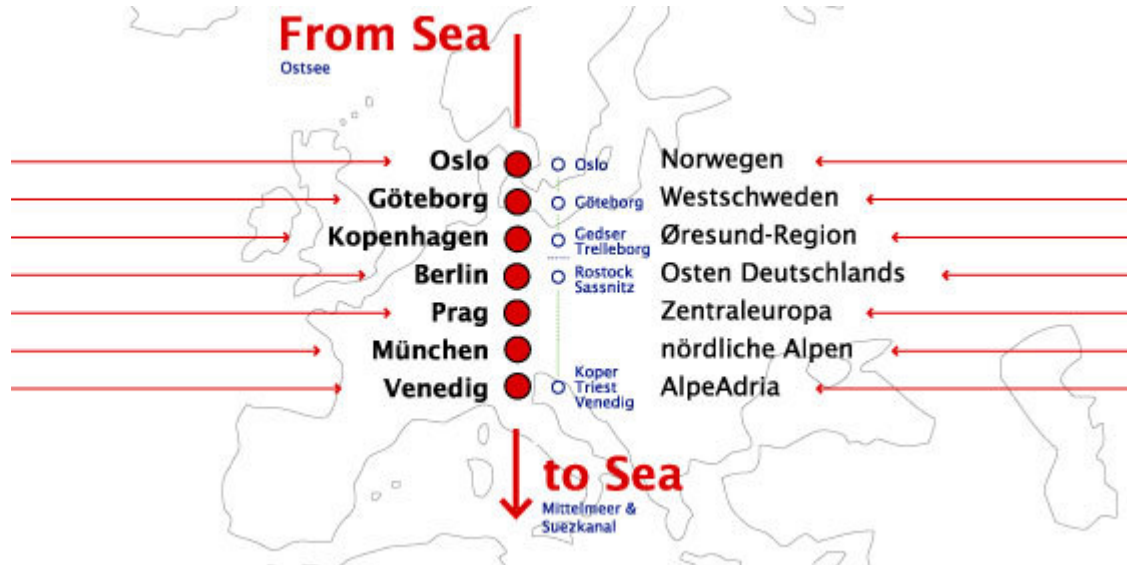 From Sea
Ostsee
Oslo Oslo Norwegen
Göteborg Göteborg Westschweden
Kopenhagen Gedser Øresund-Region
Trelleborg
Berlin Rostock Osten Deutschlands
Sassnitz
Prag Zentraleuropa
München nördliche Alpen
Koper
Venedig Triest AlpeAdria
Venedig
to Sea
Mittelmeer &
Suezkanal